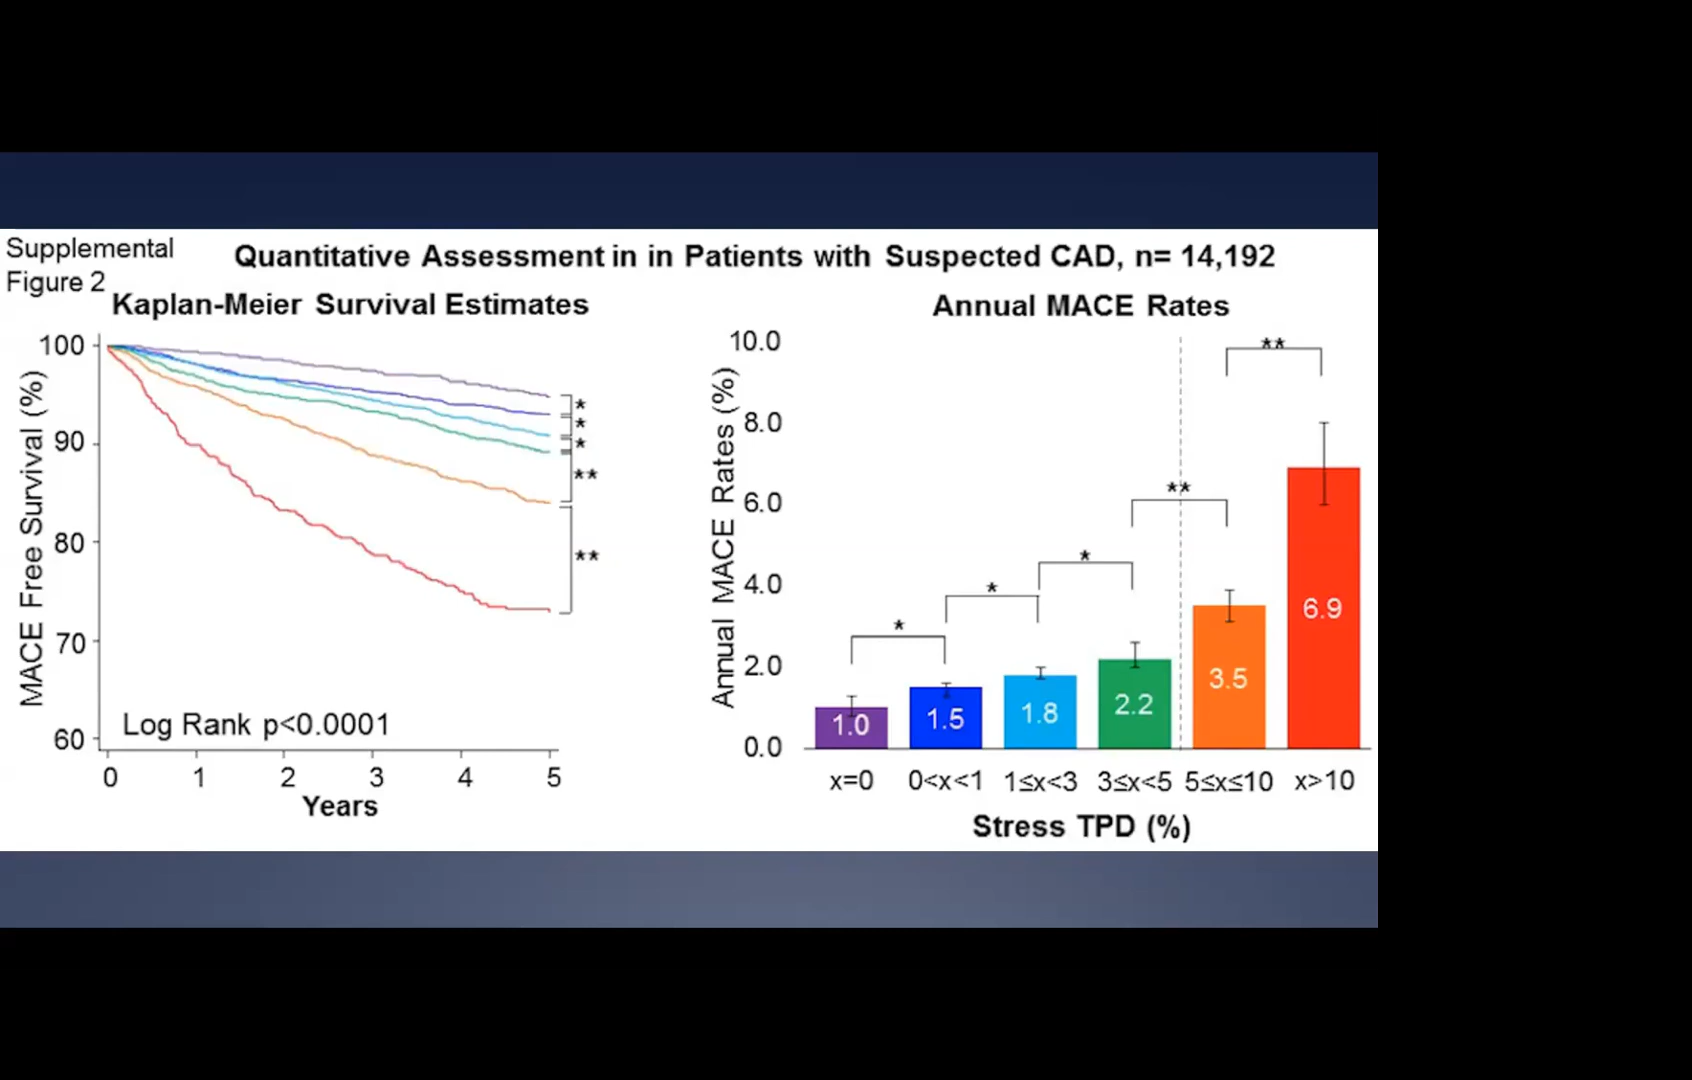 Supplemental
Figure 2
Quantitative Assessment in in Patients with Suspected CAD, n= 14,192
Kaplan-Meier Survival Estimates
MACE Free Survival (%)
100
90
80
70
60
*
*
*
**
**
Log Rank p<0.0001
0 1 2 3 4 5
Years
Annual MACE Rates
Annual MACE Rates (%)
10.0
8.0
6.0
4.0
2.0
0.0
*
*
*
**
**
1.0 1.5 1.8 2.2 3.5 6.9
x=0 0<x<1 1≤x<3 3≤x<5 5≤x≤10 x>10
Stress TPD (%)